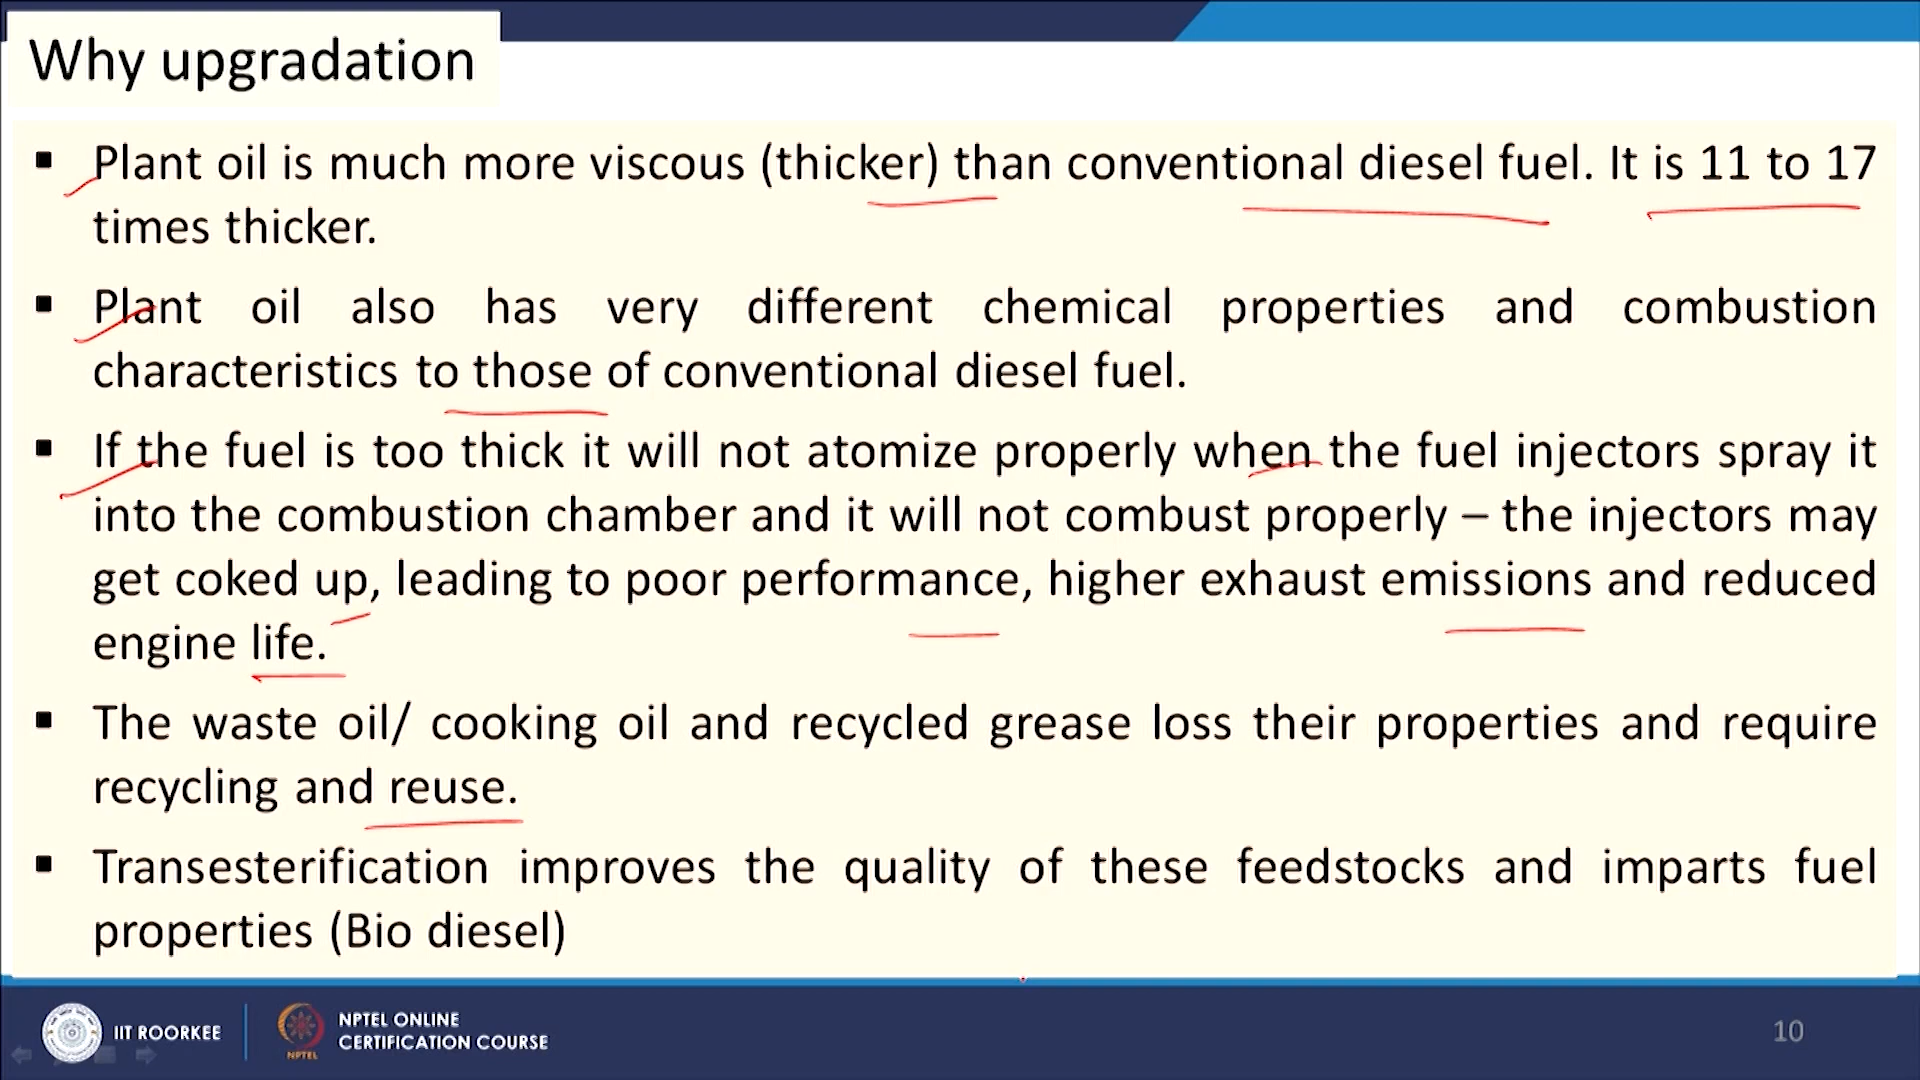 Why upgradation
▪ Plant oil is much more viscous (thicker) than conventional diesel fuel. It is 11 to 17
times thicker.
▪ Plant oil also has very different chemical properties and combustion
characteristics to those of conventional diesel fuel.
▪ If the fuel is too thick it will not atomize properly when the fuel injectors spray it
into the combustion chamber and it will not combust properly – the injectors may
get coked up, leading to poor performance, higher exhaust emissions and reduced
engine life.
▪ The waste oil/ cooking oil and recycled grease loss their properties and require
recycling and reuse.
▪ Transesterification improves the quality of these feedstocks and imparts fuel
properties (Bio diesel)
IIT ROORKEE
NPTEL
NPTEL ONLINE
CERTIFICATION COURSE
10